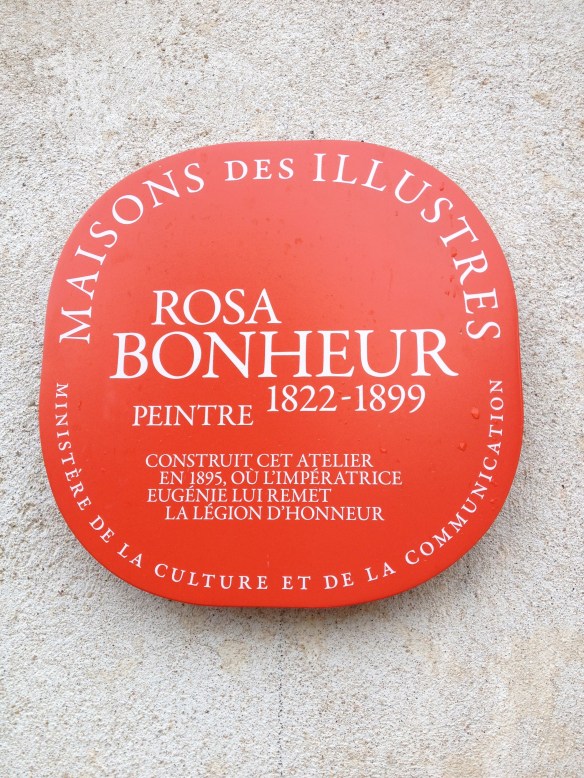 MAISONS DES ILLUSTRES
ROSA
BONHEUR
PEINTRE 1822-1899
CONSTRUIT CET ATELIER
EN 1895, OÙ L'IMPÉRATRICE
EUGÉNIE LUI REMET
LA LÉGION D'HONNEUR
MINISTÈRE DE LA CULTURE ET DE LA COMMUNICATION